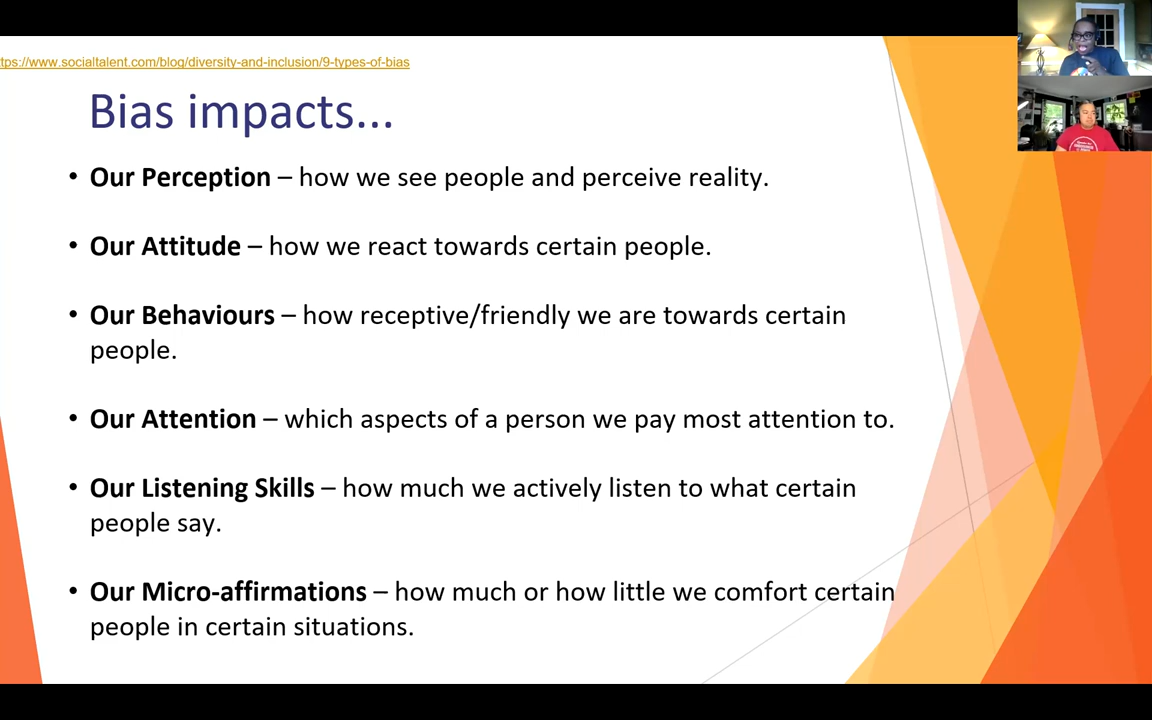 tps://www.socialtalent.com/blog/diversity-and-inclusion/9-types-of-bias
Bias impacts...
• Our Perception – how we see people and perceive reality.
• Our Attitude – how we react towards certain people.
• Our Behaviours – how receptive/friendly we are towards certain
people.
• Our Attention – which aspects of a person we pay most attention to.
• Our Listening Skills – how much we actively listen to what certain
people say.
• Our Micro-affirmations – how much or how little we comfort certain
people in certain situations.